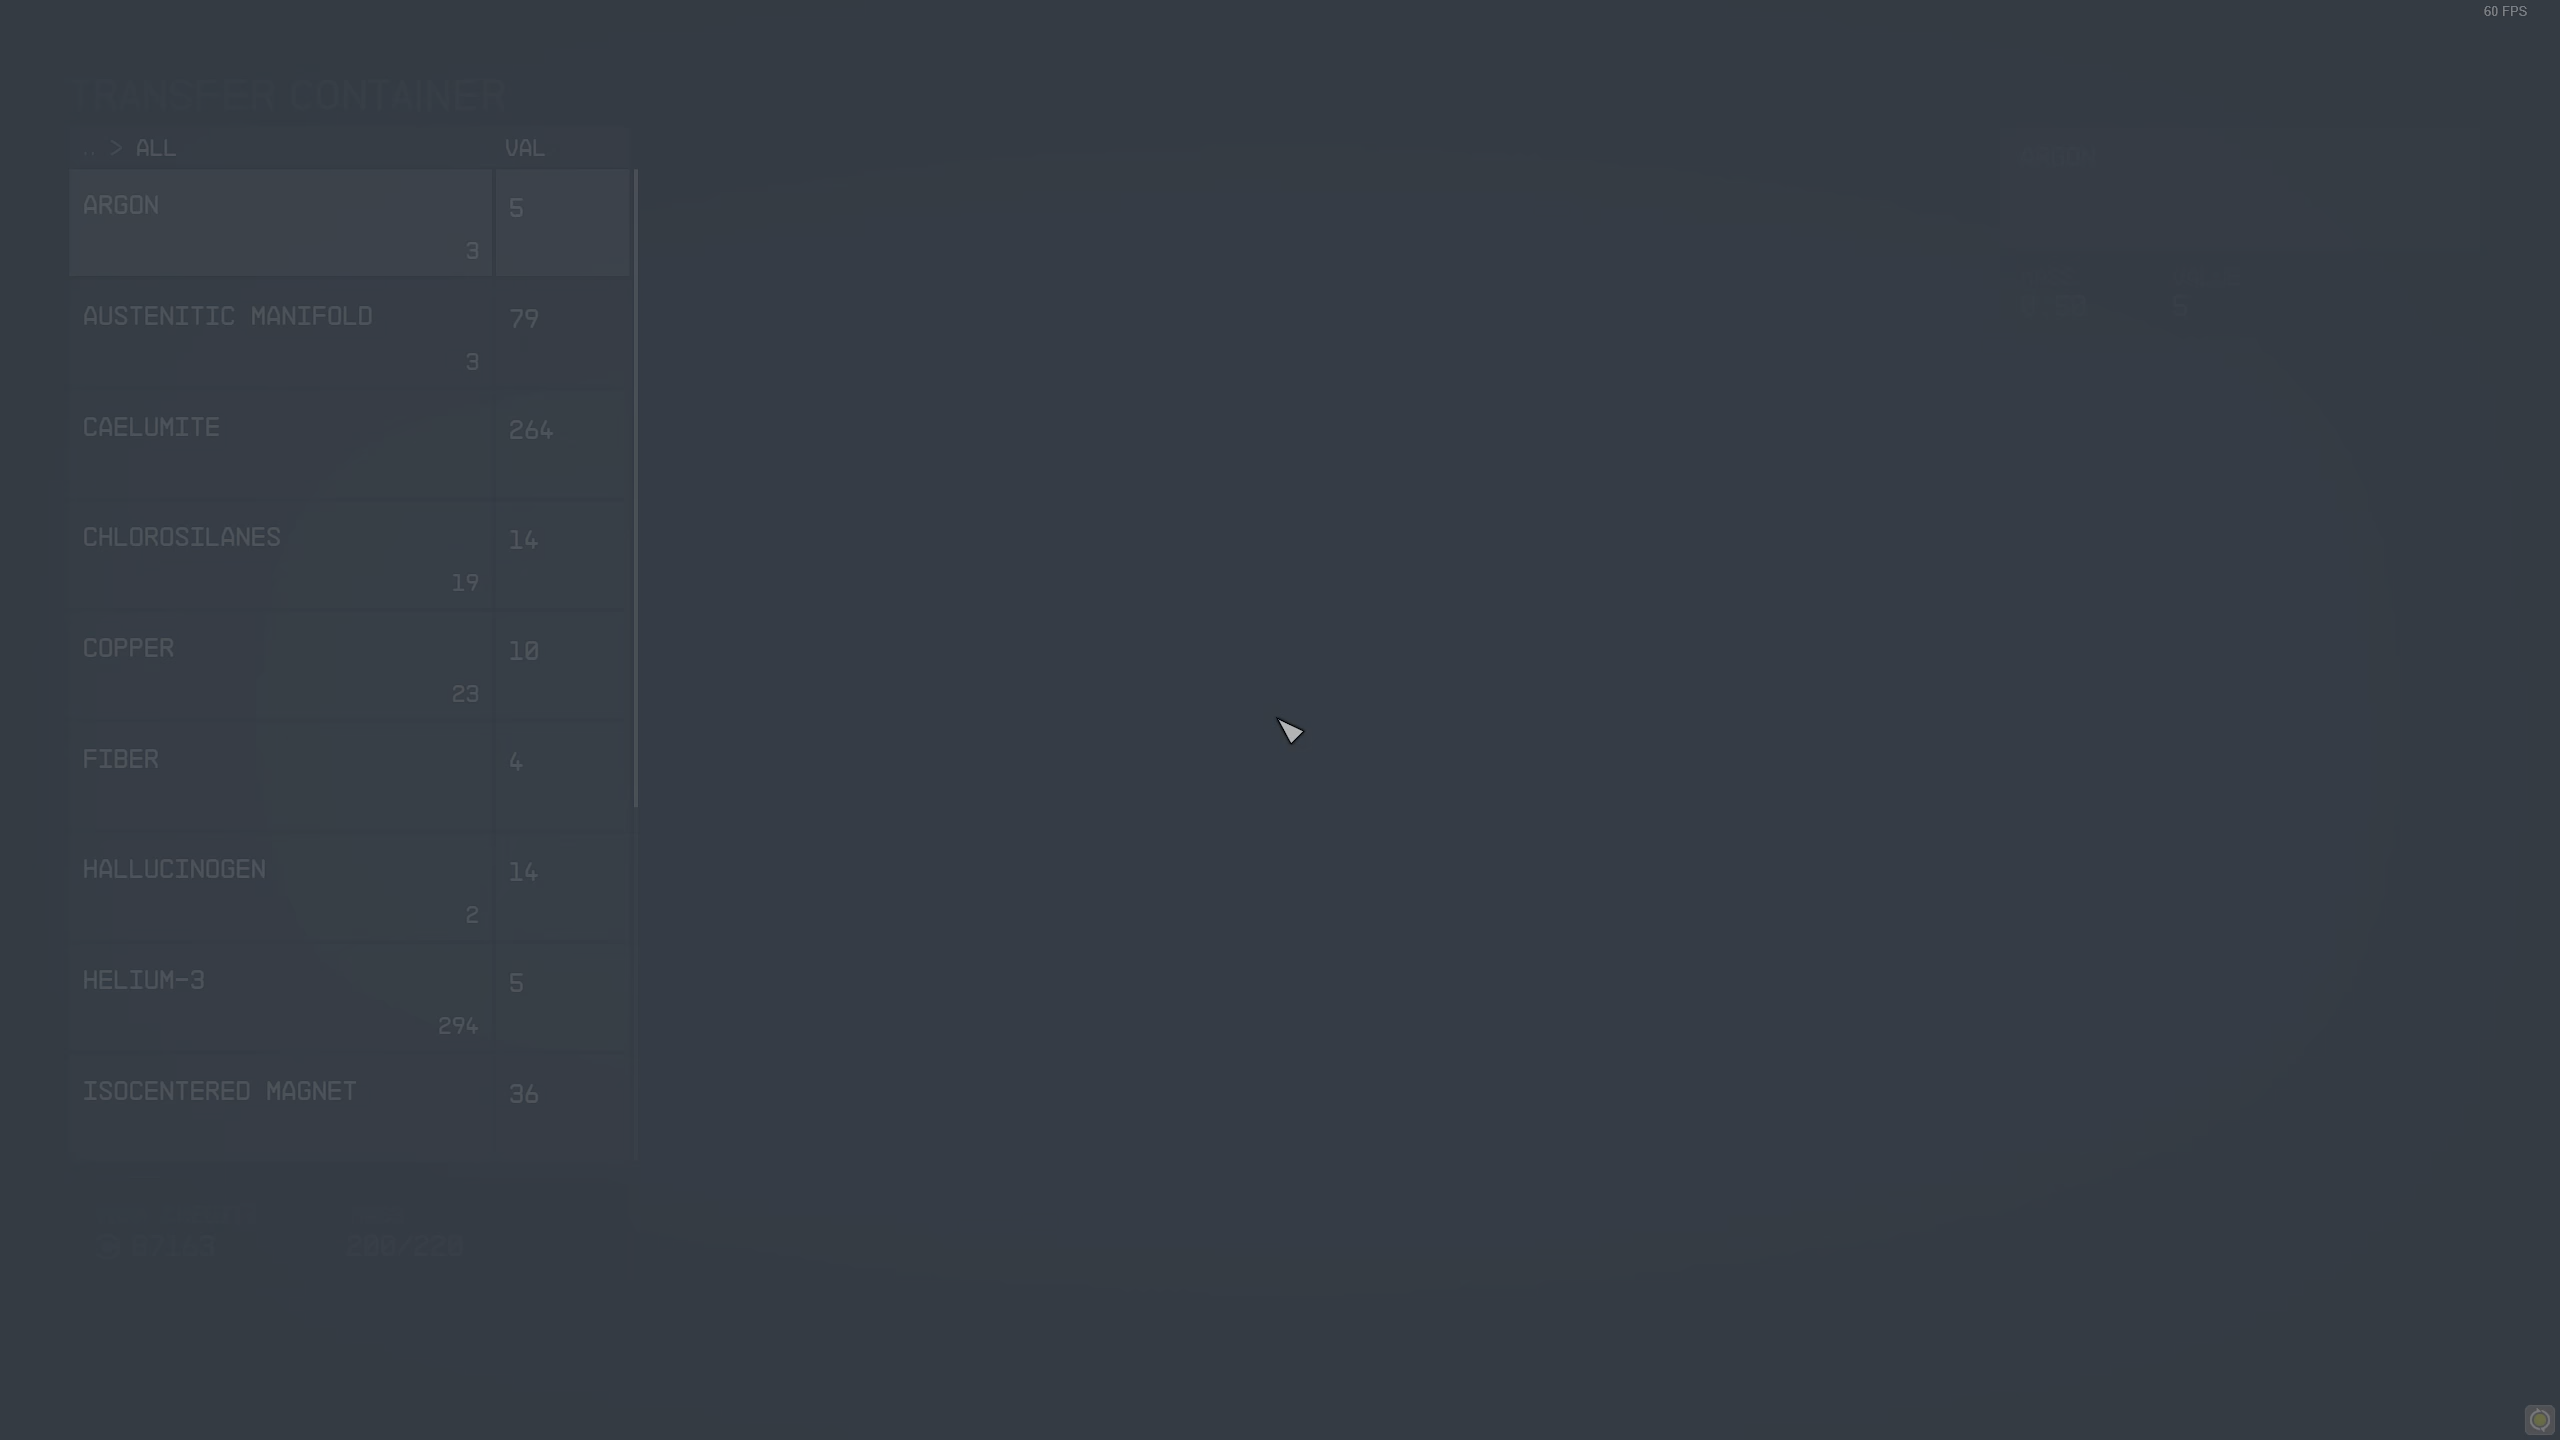 60 FPS
TRANSFER CONTAINER
.. > ALL VAL
ARGON 5
3
AUSTENITIC MANIFOLD 79
3
CAELUMITE 264
CHLOROSILANES 14
19
COPPER 10
23
FIBER 4
HALLUCINOGEN 14
2
HELIUM-3 5
294
ISOCENTERED MAGNET 36
5